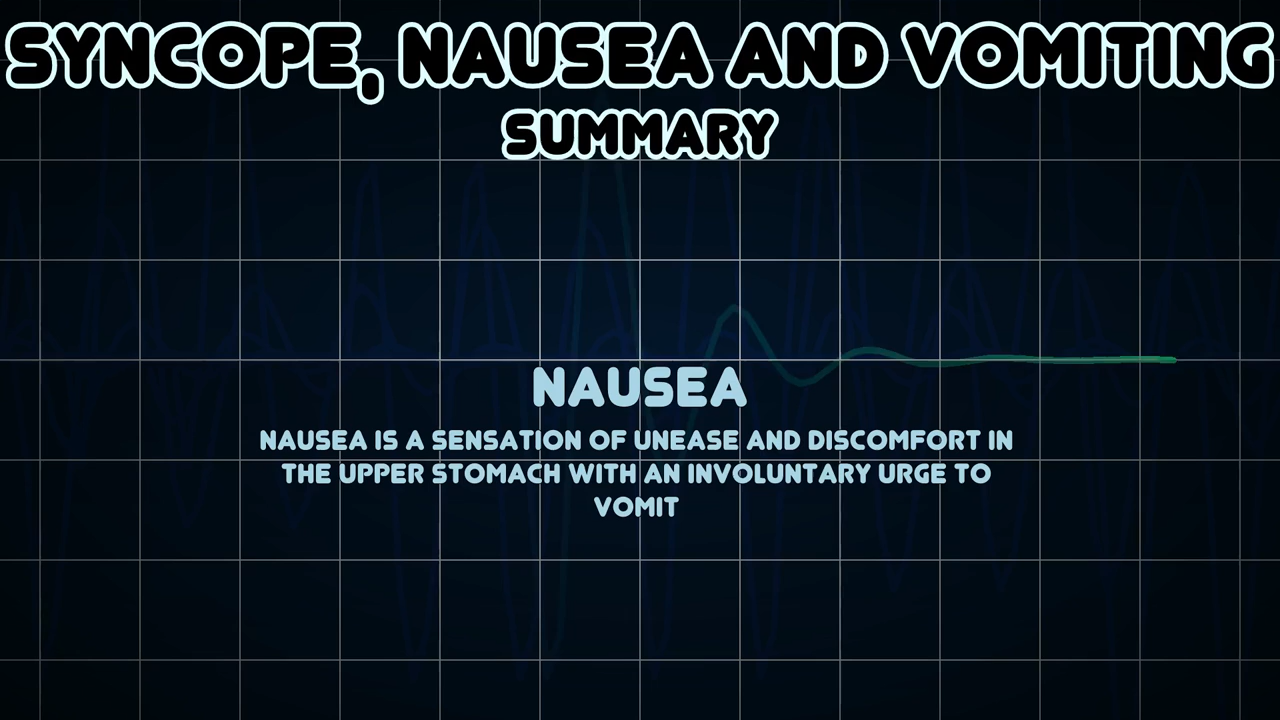 SYNCOPE, NAUSEA AND VOMITING
SUMMARY
NAUSEA
NAUSEA IS A SENSATION OF UNEASE AND DISCOMFORT IN
THE UPPER STOMACH WITH AN INVOLUNTARY URGE TO
VOMIT